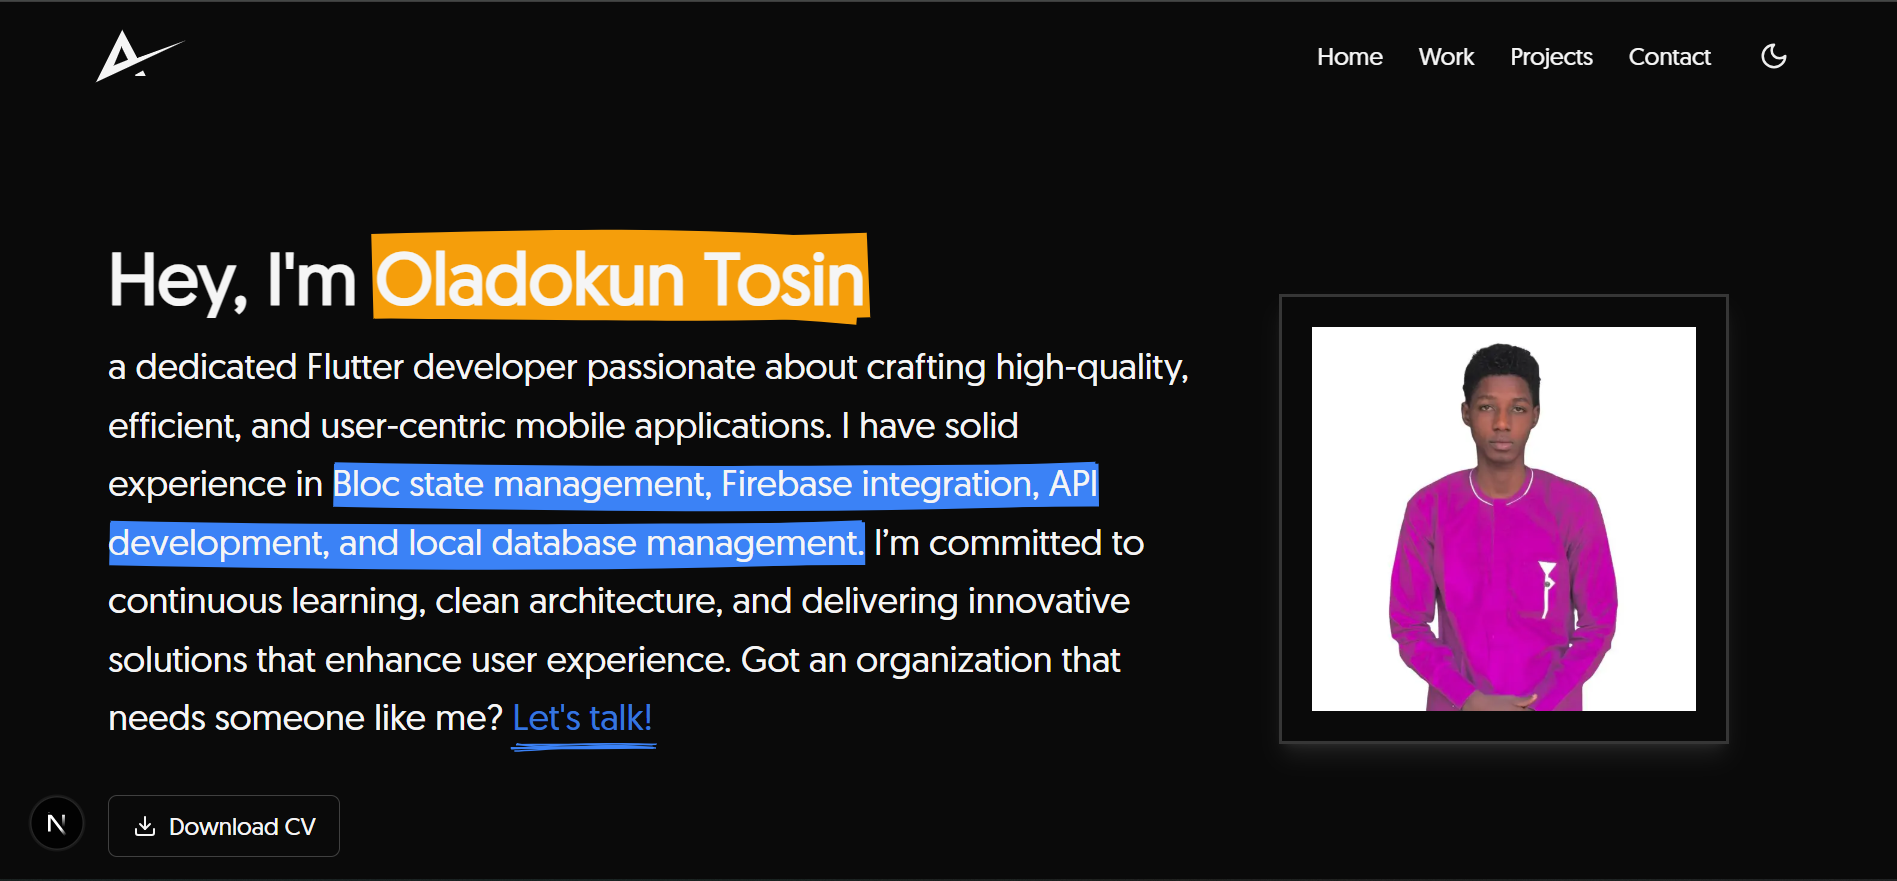 Home Work Projects Contact
Hey, I'm Oladokun Tosin
a dedicated Flutter developer passionate about crafting high-quality,
efficient, and user-centric mobile applications. I have solid
experience in Bloc state management, Firebase integration, API
development, and local database management. I’m committed to
continuous learning, clean architecture, and delivering innovative
solutions that enhance user experience. Got an organization that
needs someone like me? Let's talk!
N
Download CV